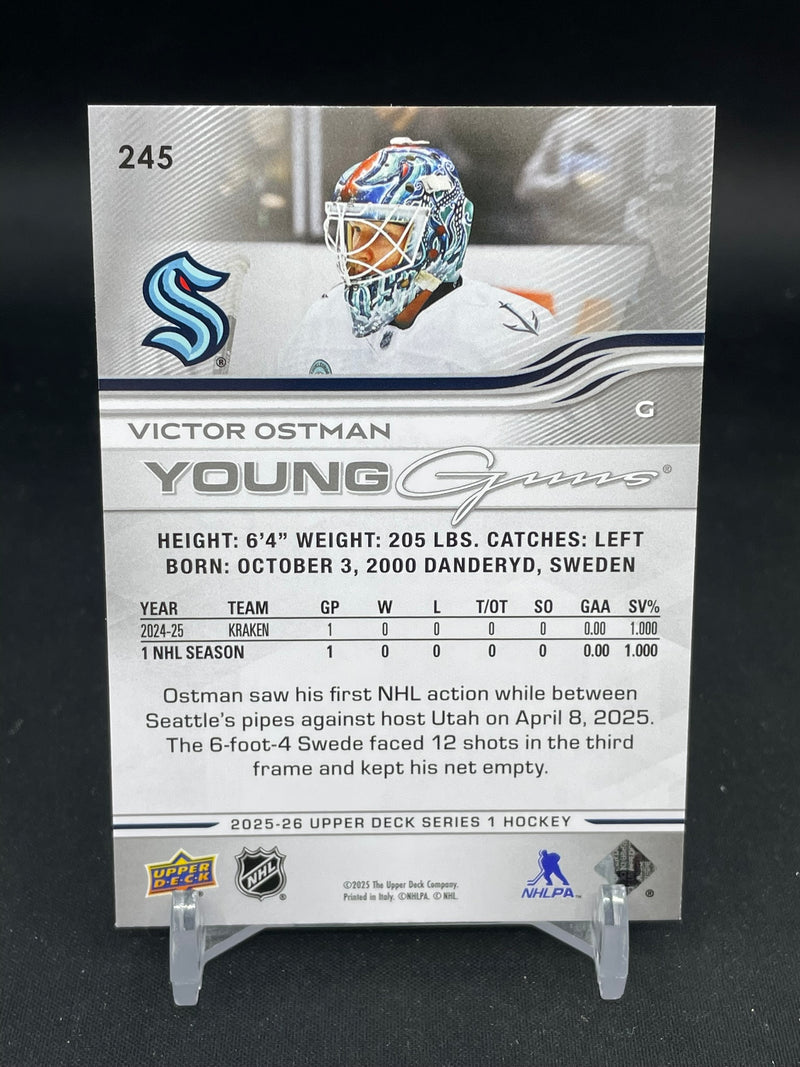 245
®
G
VICTOR OSTMAN
YOUNG Guns®
HEIGHT: 6'4" WEIGHT: 205 LBS. CATCHES: LEFT
BORN: OCTOBER 3, 2000 DANDERYD, SWEDEN
YEAR TEAM GP W L T/OT SO GAA SV%
2024-25 KRAKEN 1 0 0 0 0 0.00 1.000
1 NHL SEASON 1 0 0 0 0 0.00 1.000
Ostman saw his first NHL action while between
Seattle's pipes against host Utah on April 8, 2025.
The 6-foot-4 Swede faced 12 shots in the third
frame and kept his net empty.
2025-26 UPPER DECK SERIES 1 HOCKEY
UPPER
D·E·C·K
®
NHL
®
©2025 The Upper Deck Company.
Printed in Italy. ©NHLPA. © NHL.
NHLPA™
®